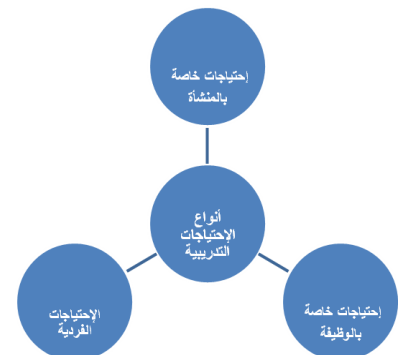 إحتياجات خاصة
بالمنشأة
أنواع
الإحتياجات
التدريبية
إحتياجات خاصة
بالوظيفة
الإحتياجات
الفردية